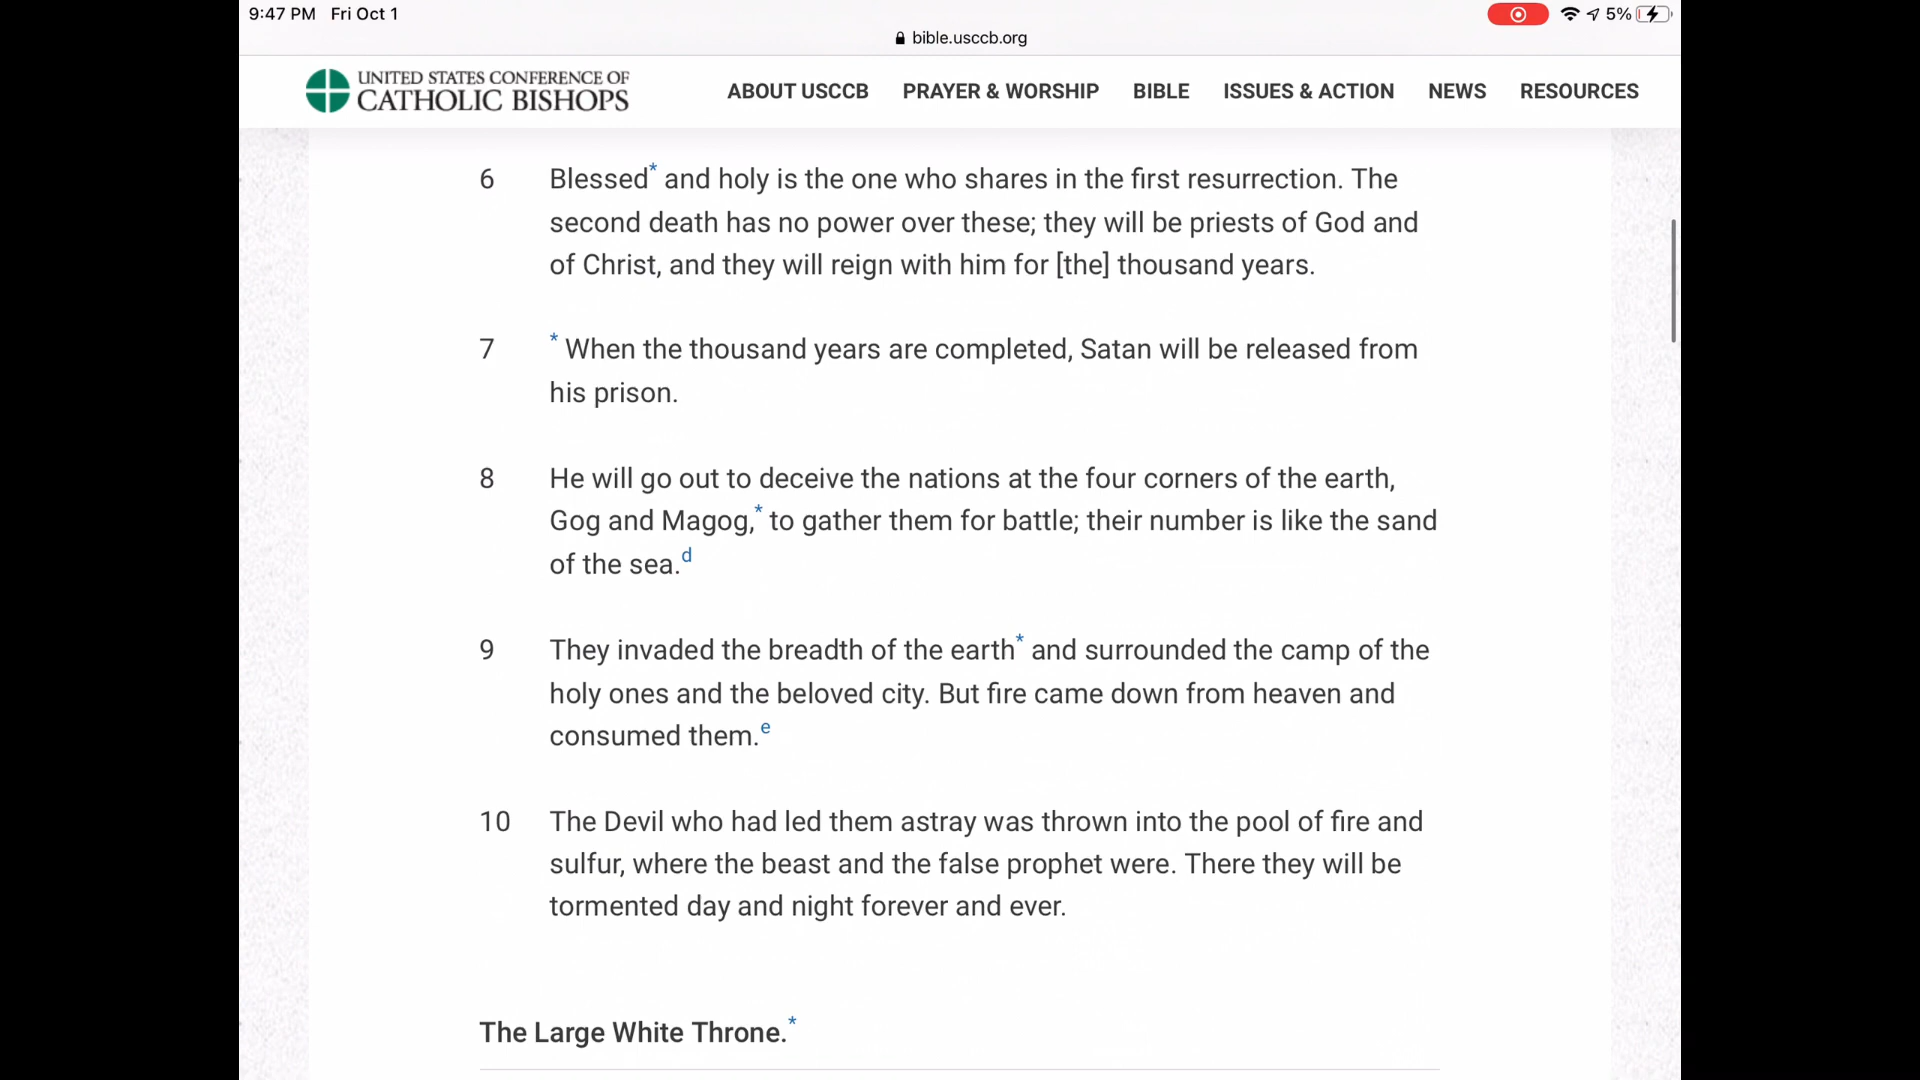 9:47 PM Fri Oct 1
5%
bible.usccb.org
UNITED STATES CONFERENCE OF
CATHOLIC BISHOPS
ABOUT USCCB PRAYER & WORSHIP BIBLE ISSUES & ACTION NEWS RESOURCES
6 Blessed* and holy is the one who shares in the first resurrection. The
second death has no power over these; they will be priests of God and
of Christ, and they will reign with him for [the] thousand years.
7 * When the thousand years are completed, Satan will be released from
his prison.
8 He will go out to deceive the nations at the four corners of the earth,
Gog and Magog,* to gather them for battle; their number is like the sand
of the sea.d
9 They invaded the breadth of the earth* and surrounded the camp of the
holy ones and the beloved city. But fire came down from heaven and
consumed them.e
10 The Devil who had led them astray was thrown into the pool of fire and
sulfur, where the beast and the false prophet were. There they will be
tormented day and night forever and ever.
The Large White Throne.*